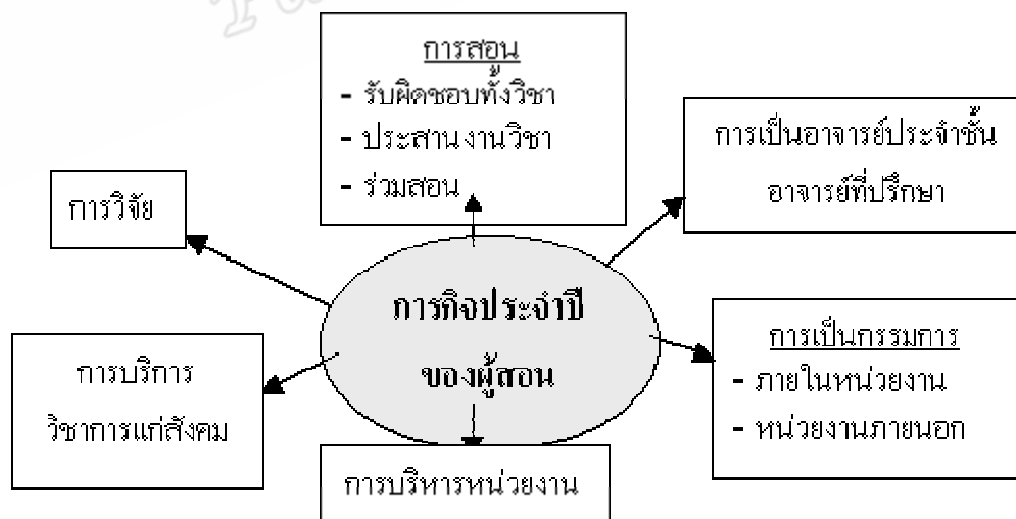 การสอน
- รับผิดชอบทั้งวิชา
- ประสานงานวิชา
- ร่วมสอน
การเป็นอาจารย์ประจำชั้น
อาจารย์ที่ปรึกษา
การวิจัย
ภารกิจประจำปี
ของผู้สอน
การเป็นกรรมการ
- ภายในหน่วยงาน
- หน่วยงานภายนอก
การบริการ
วิชาการแก่สังคม
การบริหารหน่วยงาน